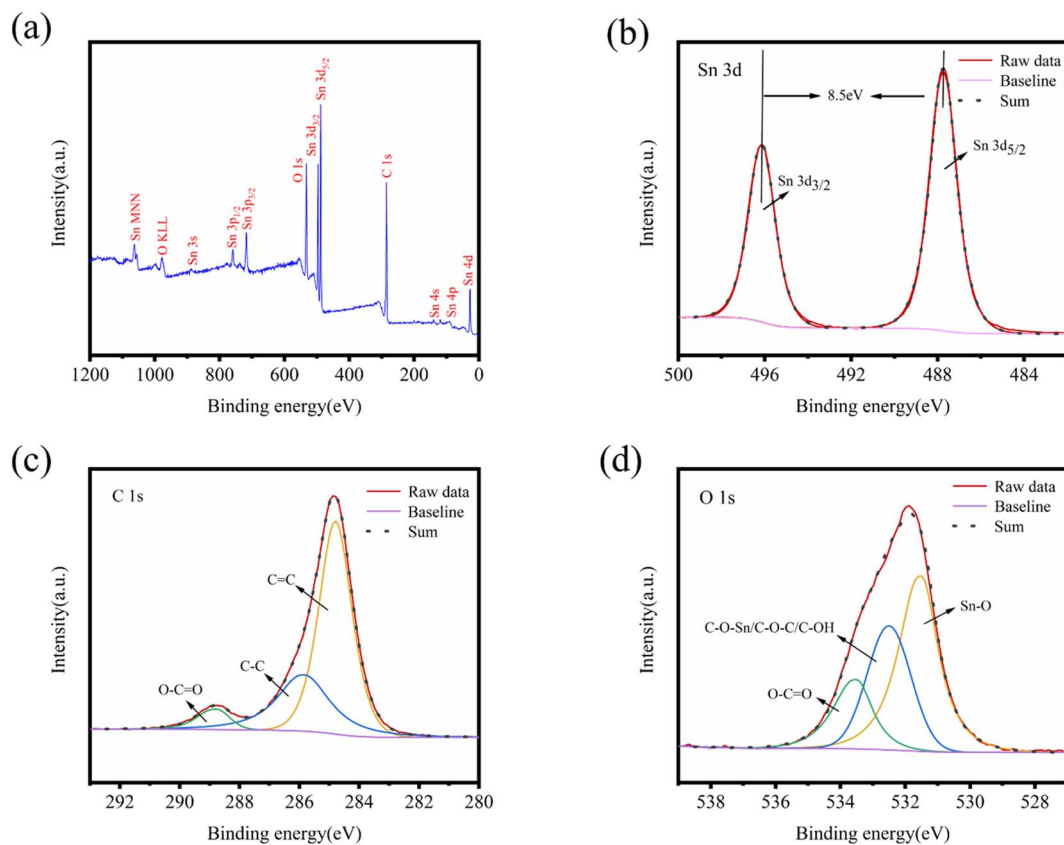 (a)
Intensity(a.u.)
Sn MNN
O KLL
Sn 3s
Sn 3p1/2
Sn 3p3/2
O 1s
Sn 3d3/2
Sn 3d5/2
C 1s
Sn 4s
Sn 4p
Sn 4d
1200 1000 800 600 400 200 0
Binding energy(eV)
(b)
Sn 3d
Raw data
Baseline
Sum
8.5eV
Sn 3d3/2
Sn 3d5/2
Intensity(a.u.)
500 496 492 488 484
Binding energy(eV)
(c)
C 1s
Raw data
Baseline
Sum
C=C
C-C
O-C=O
Intensity(a.u.)
292 290 288 286 284 282 280
Binding energy(eV)
(d)
O 1s
Raw data
Baseline
Sum
Sn-O
C-O-Sn/C-O-C/C-OH
O-C=O
Intensity(a.u.)
538 536 534 532 530 528
Binding energy(eV)